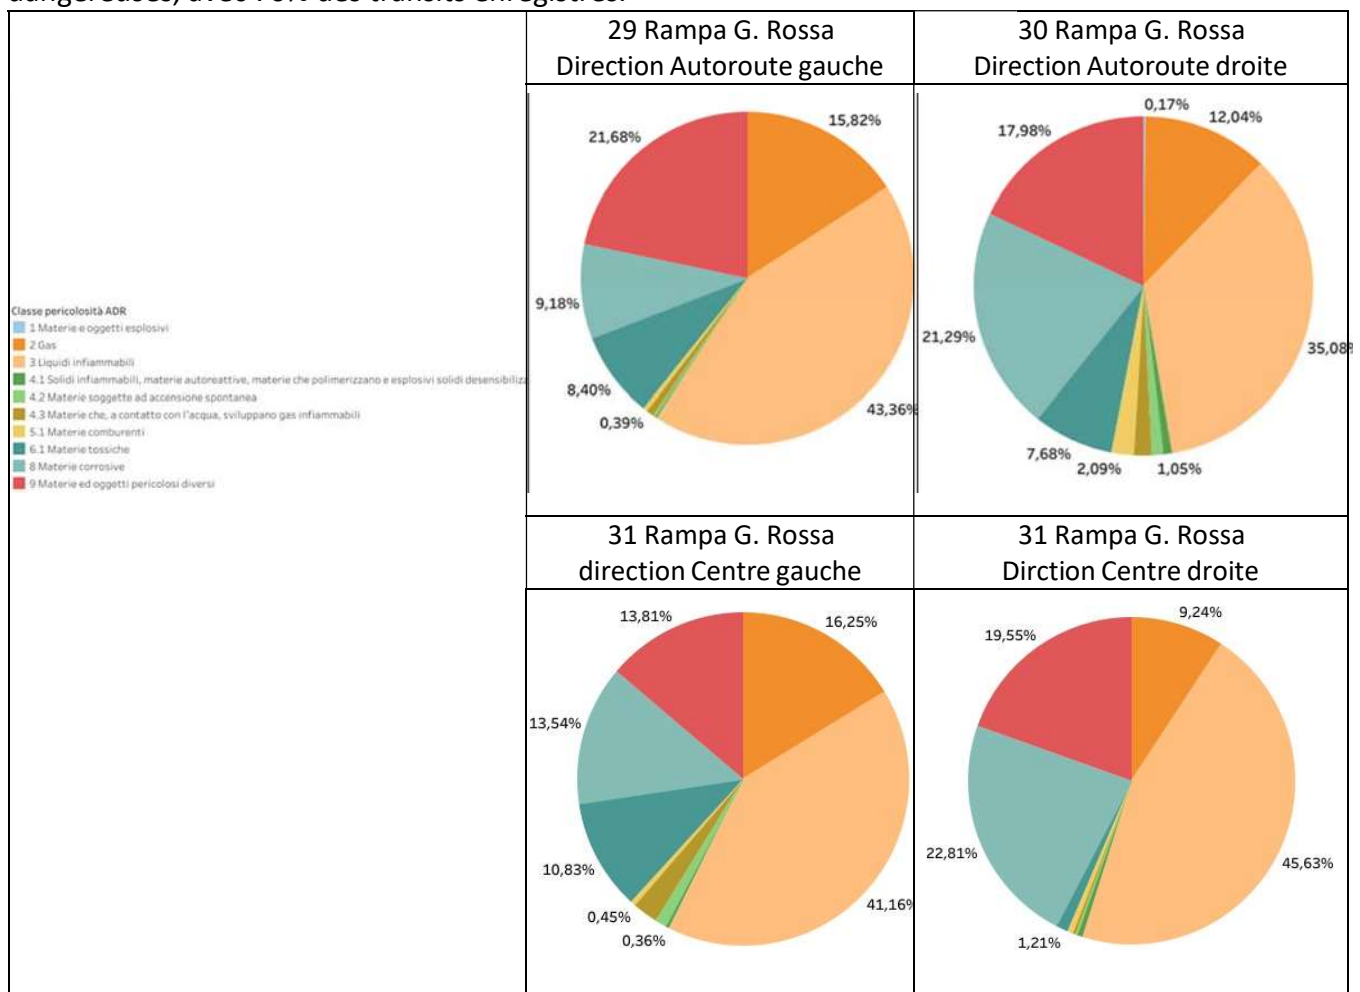 dangereuses, avec 70% des transits enregistrés.
29 Rampa G. Rossa
Direction Autoroute gauche
30 Rampa G. Rossa
Direction Autoroute droite
Classe pericolosità ADR
1 Materie e oggetti esplosivi
2 Gas
3 Liquidi infiammabili
4.1 Solidi infiammabili, materie autoreattive, materie che polimerizzano e esplosivi solidi desensibiliz
4.2 Materie soggette ad accensione spontanea
4.3 Materie che, a contatto con l'acqua, sviluppano gas infiammabili
5.1 Materie comburenti
6.1 Materie tossiche
8 Materie corrosive
9 Materie ed oggetti pericolosi diversi
15,82%
21,68%
9,18%
8,40%
0,39%
43,36%
0,17%
12,04%
17,98%
21,29%
35,08%
7,68%
2,09%
1,05%
31 Rampa G. Rossa
direction Centre gauche
31 Rampa G. Rossa
Dirction Centre droite
13,81%
16,25%
13,54%
10,83%
0,45%
0,36%
41,16%
9,24%
19,55%
22,81%
45,63%
1,21%